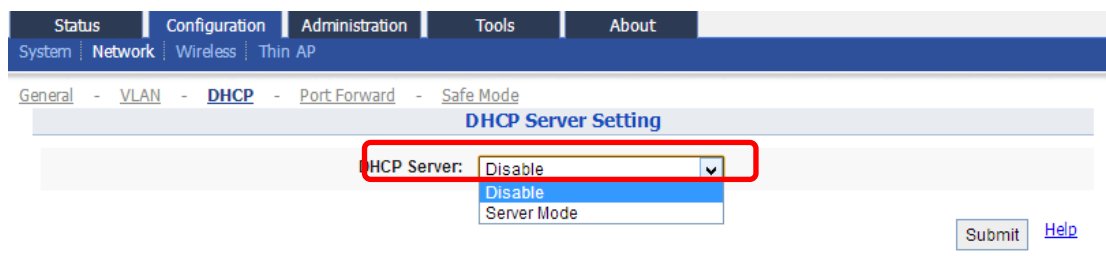 Status Configuration Administration Tools About
System Network Wireless Thin AP
General - VLAN - DHCP - Port Forward - Safe Mode
DHCP Server Setting
DHCP Server: Disable
Disable
Server Mode
Submit Help